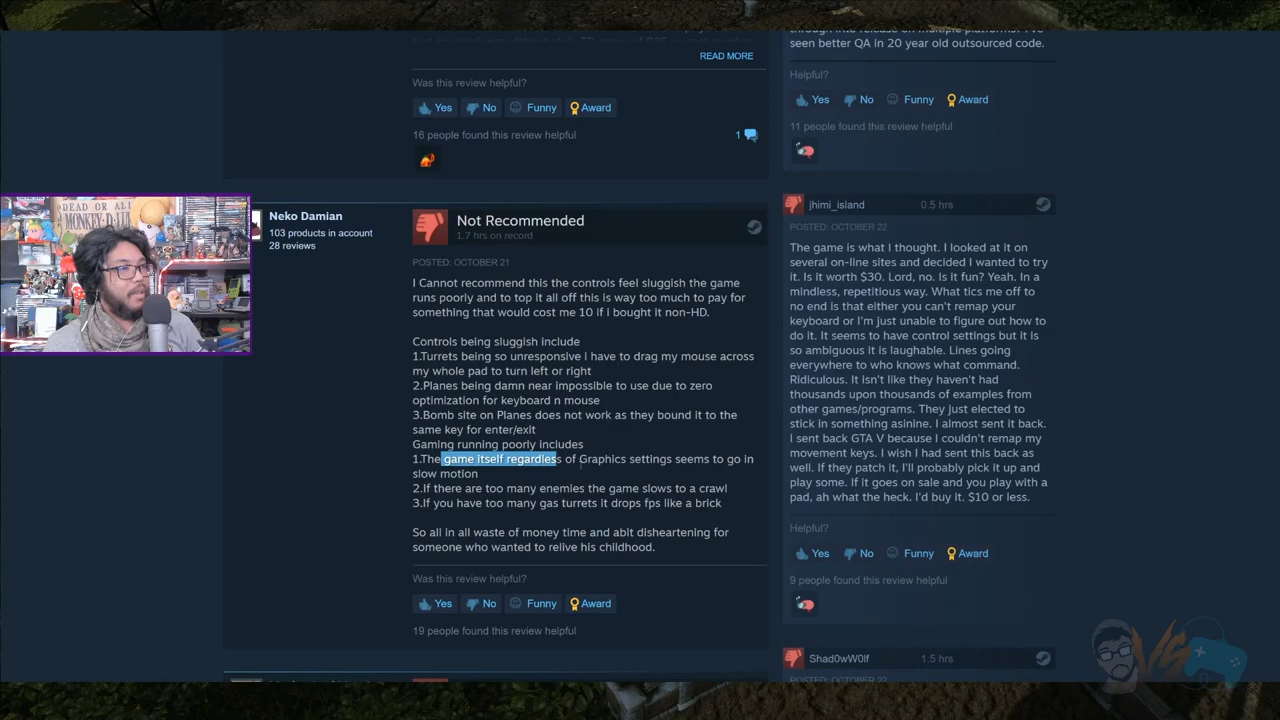 READ MORE
Was this review helpful?
Yes
No
Funny
Award
16 people found this review helpful
1
Neko Damian
103 products in account
28 reviews
Not Recommended
1.7 hrs on record
POSTED: OCTOBER 21
I Cannot recommend this the controls feel sluggish the game
runs poorly and to top it all off this is way too much to pay for
something that would cost me 10 if i bought it non-HD.
Controls being sluggish include
1.Turrets being so unresponsive I have to drag my mouse across
my whole pad to turn left or right
2.Planes being damn near impossible to use due to zero
optimization for keyboard n mouse
3.Bomb site on Planes does not work as they bound it to the
same key for enter/exit
Gaming running poorly includes
1.The game itself regardless of Graphics settings seems to go in
slow motion
2.If there are too many enemies the game slows to a crawl
3.If you have too many gas turrets it drops fps like a brick
So all in all waste of money time and abit disheartening for
someone who wanted to relive his childhood.
Was this review helpful?
Yes
No
Funny
Award
19 people found this review helpful
through into release on multiple platforms. I've
seen better QA in 20 year old outsourced code.
Helpful?
Yes
No
Funny
Award
11 people found this review helpful
jhimi_island
0.5 hrs
POSTED: OCTOBER 22
The game is what I thought. I looked at it on
several on-line sites and decided I wanted to try
it. Is it worth $30. Lord, no. Is it fun? Yeah. In a
mindless, repetitious way. What tics me off to
no end is that either you can't remap your
keyboard or I'm just unable to figure out how to
do it. It seems to have control settings but it is
so ambiguous it is laughable. Lines going
everywhere to who knows what command.
Ridiculous. It isn't like they haven't had
thousands upon thousands of examples from
other games/programs. They just elected to
stick in something asinine. I almost sent it back.
I sent back GTA V because I couldn't remap my
movement keys. I wish I had sent this back as
well. If they patch it, I'll probably pick it up and
play some. If it goes on sale and you play with a
pad, ah what the heck. I'd buy it. $10 or less.
Helpful?
Yes
No
Funny
Award
9 people found this review helpful
Shad0wW0lf
1.5 hrs
DEAD OR ALI
MONKEY·D·LU
VS